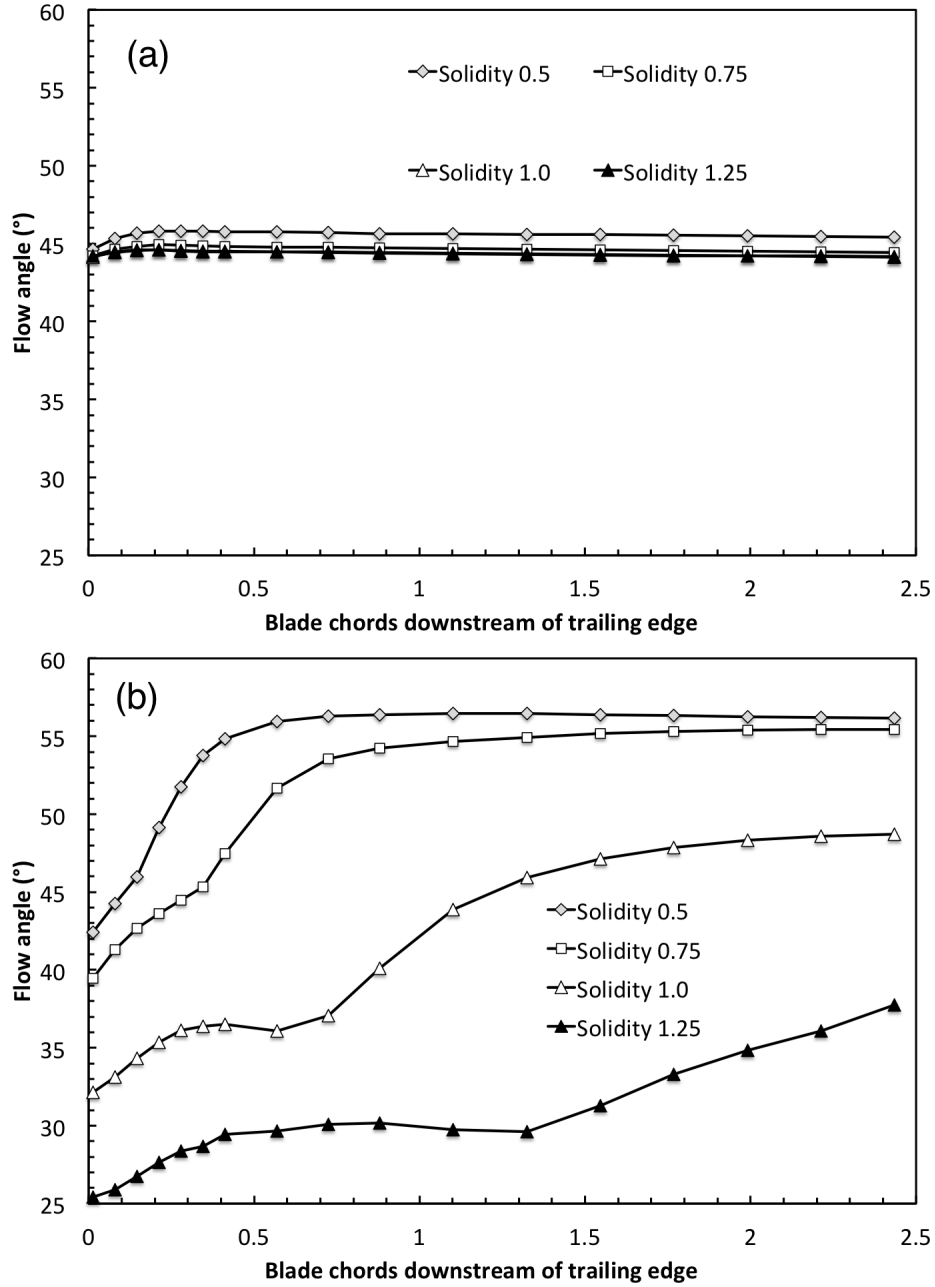 60
(a)
Solidity 0.5 Solidity 0.75
55
50
Solidity 1.0 Solidity 1.25
45
40
35
30
25
Flow angle (°)
0 0.5 1 1.5 2 2.5
Blade chords downstream of trailing edge
60
(b)
55
50
45
Solidity 0.5
Solidity 0.75
40
Solidity 1.0
Solidity 1.25
35
30
25
Flow angle (°)
0 0.5 1 1.5 2 2.5
Blade chords downstream of trailing edge